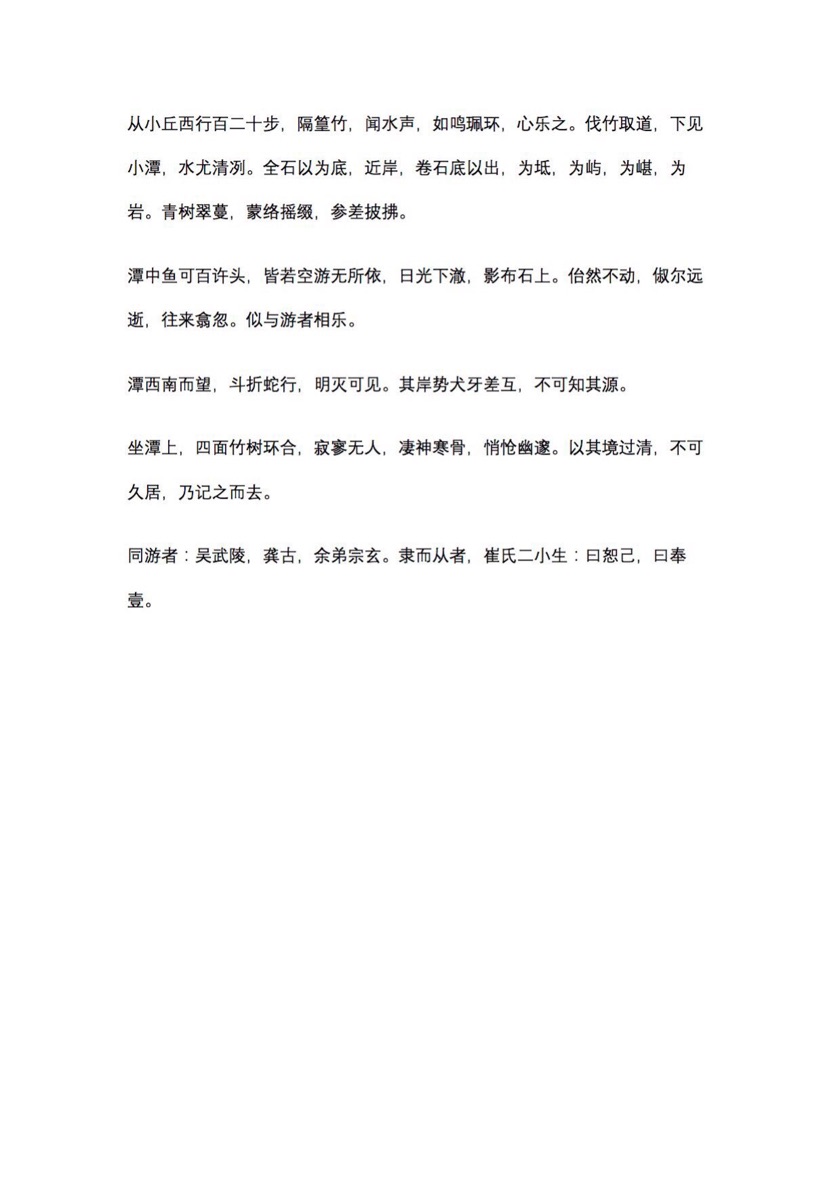 从小丘西行百二十步，隔篁竹，闻水声，如鸣珮环，心乐之。伐竹取道，下见
小潭，水尤清冽。全石以为底，近岸，卷石底以出，为坻，为屿，为嵁，为
岩。青树翠蔓，蒙络摇缀，参差披拂。
潭中鱼可百许头，皆若空游无所依，日光下澈，影布石上。佁然不动，俶尔远
逝，往来翕忽。似与游者相乐。
潭西南而望，斗折蛇行，明灭可见。其岸势犬牙差互，不可知其源。
坐潭上，四面竹树环合，寂寥无人，凄神寒骨，悄怆幽邃。以其境过清，不可
久居，乃记之而去。
同游者：吴武陵，龚古，余弟宗玄。隶而从者，崔氏二小生：曰恕己，曰奉
壹。